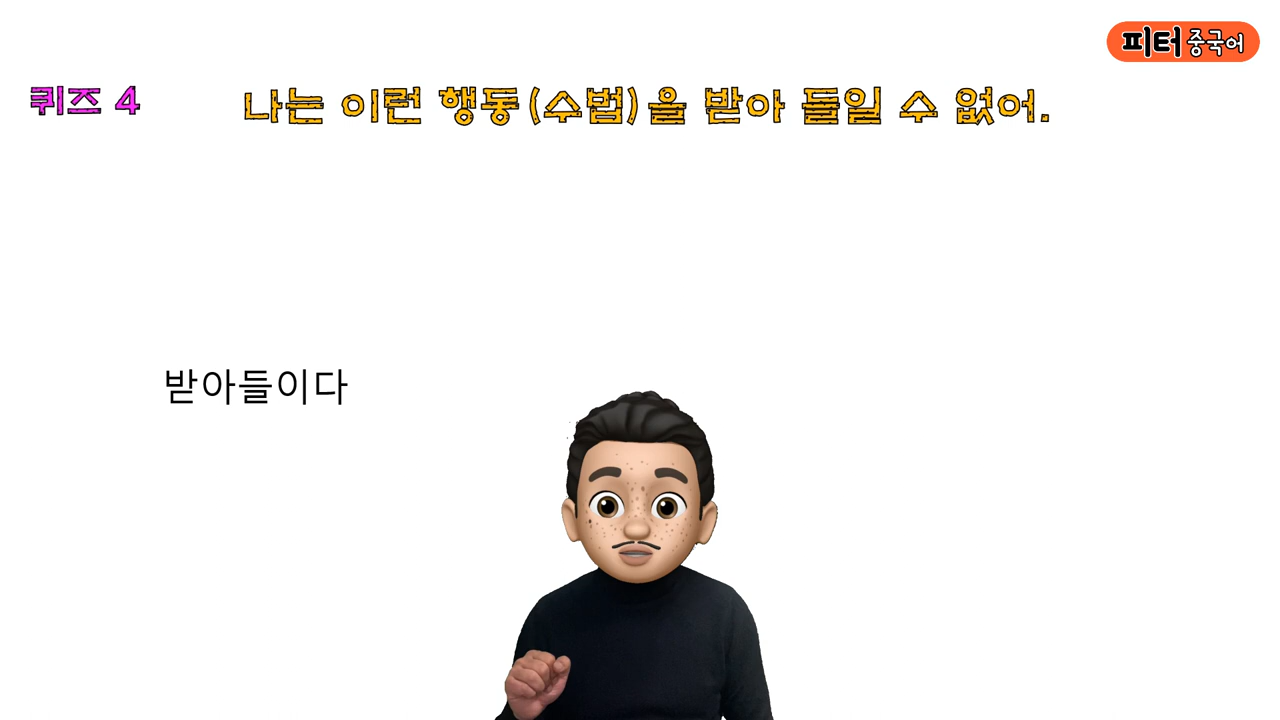 피터 중국어
퀴즈 4 나는 이런 행동(수법)을 받아 들일 수 없어.
받아들이다